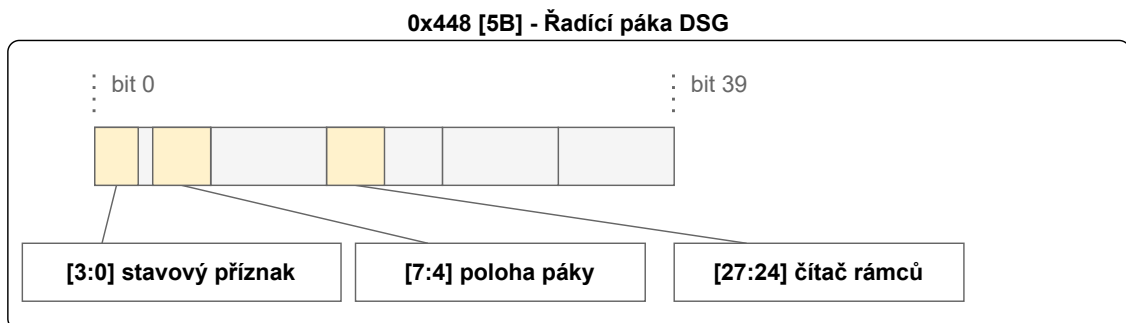 0x448 [5B] - Řadící páka DSG
bit 0
bit 39
[3:0] stavový příznak
[7:4] poloha páky
[27:24] čítač rámců